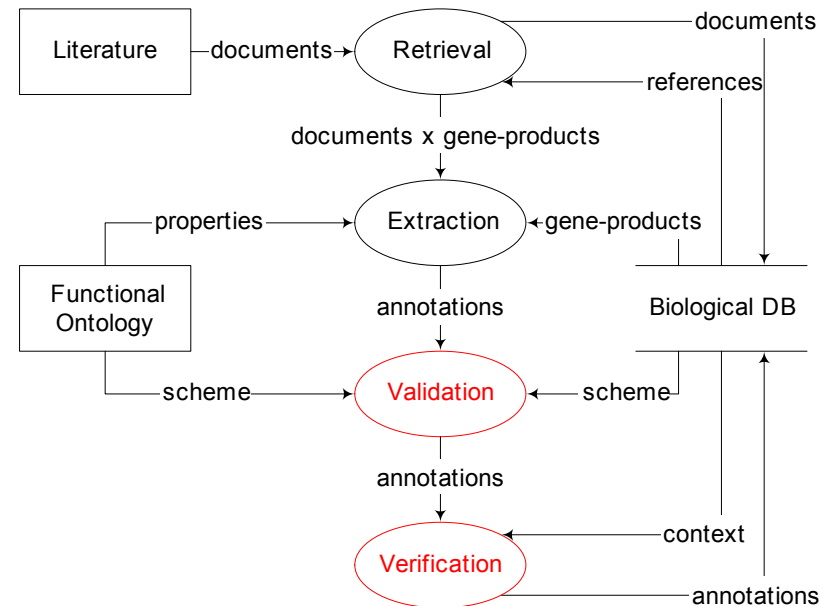 documents
Literature
documents
Retrieval
references
documents x gene-products
properties
Extraction
gene-products
Functional
Ontology
annotations
Biological DB
scheme
Validation
scheme
annotations
context
Verification
annotations